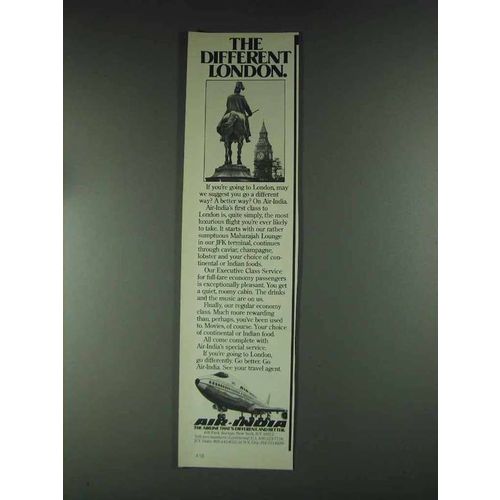 THE
DIFFERENT
LONDON.
If you're going to London, may
we suggest you go a different
way? A better way? On Air-India.
Air-India's first class to
London is, quite simply, the most
luxurious flight you're ever likely
to take. It starts with our rather
sumptuous Maharajah Lounge
in our JFK terminal, continues
through caviar, champagne,
lobster and your choice of con-
tinental or Indian foods.
Our Executive Class Service
for full-fare economy passengers
is exceptionally pleasant. You get
a quiet, roomy cabin. The drinks
and the music are on us.
Finally, our regular economy
class. Much more rewarding
than, perhaps, you've been used
to. Movies, of course. Your choice
of continental or Indian food.
All come complete with
Air-India's special service.
If you're going to London,
go differently. Go better. Go
Air-India. See your travel agent.
AIR-INDIA
THE AIRLINE THAT'S DIFFERENT AND BETTER.